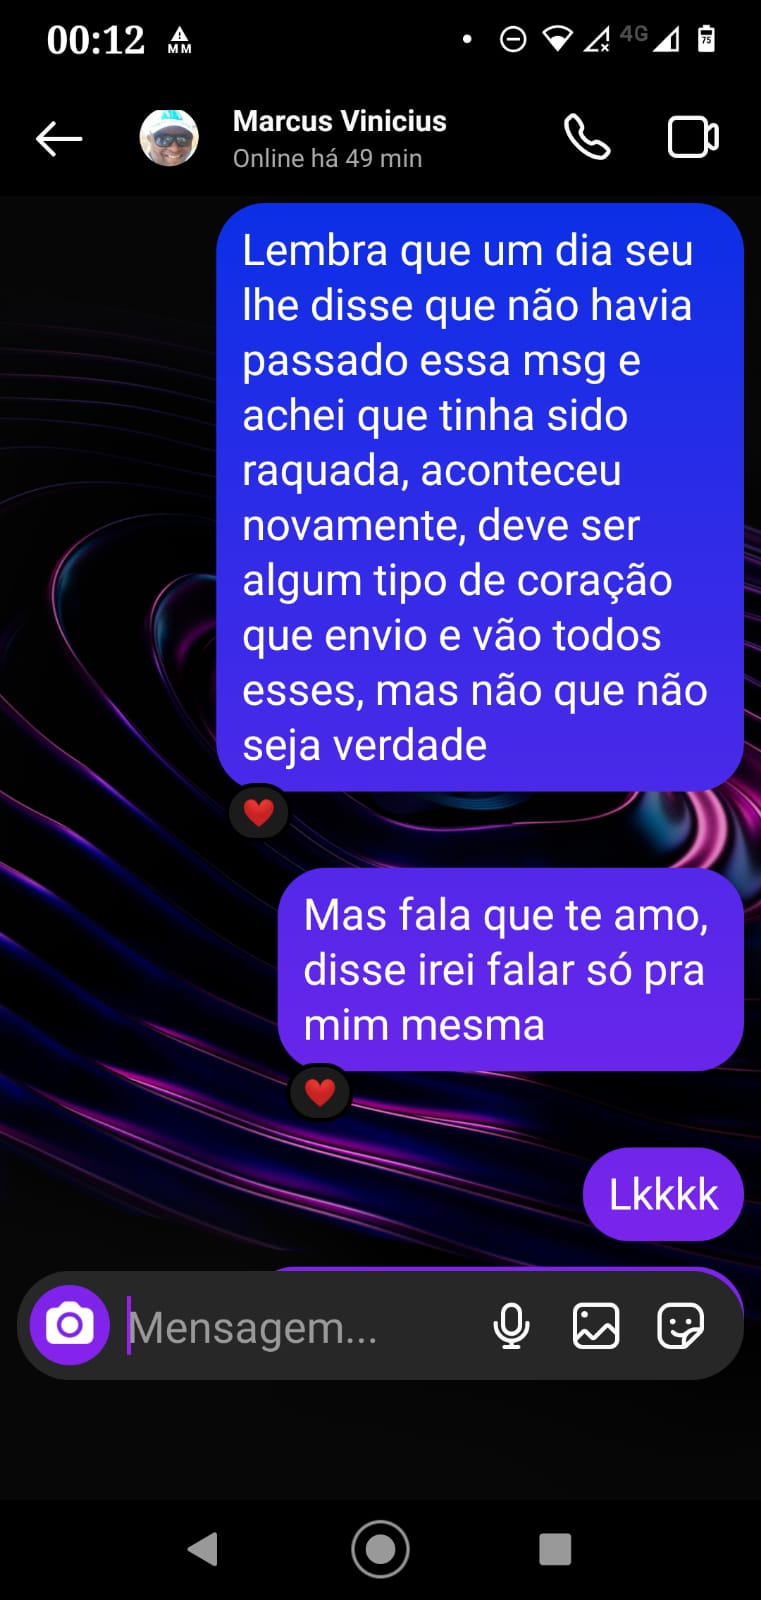 00:12
MM
4G
75
Marcus Vinicius
Online há 49 min
Lembra que um dia seu
lhe disse que não havia
passado essa msg e
achei que tinha sido
raquada, aconteceu
novamente, deve ser
algum tipo de coração
que envio e vão todos
esses, mas não que não
seja verdade
Mas fala que te amo,
disse irei falar só pra
mim mesma
Lkkkk
Mensagem...